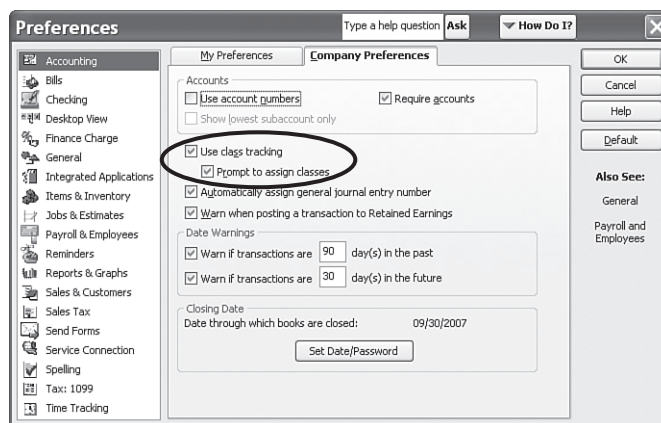 Preferences
Type a help question Ask
How Do I?
X
Accounting
Bills
Checking
Desktop View
Finance Charge
General
Integrated Applications
Items & Inventory
Jobs & Estimates
Payroll & Employees
Reminders
Reports & Graphs
Sales & Customers
Sales Tax
Send Forms
Service Connection
Spelling
Tax: 1099
Time Tracking
My Preferences
Company Preferences
Accounts
Use account numbers
Require accounts
Show lowest subaccount only
Use class tracking
Prompt to assign classes
Automatically assign general journal entry number
Warn when posting a transaction to Retained Earnings
Date Warnings
Warn if transactions are 90 day(s) in the past
Warn if transactions are 30 day(s) in the future
Closing Date
Date through which books are closed: 09/30/2007
Set Date/Password
OK
Cancel
Help
Default
Also See:
General
Payroll and
Employees